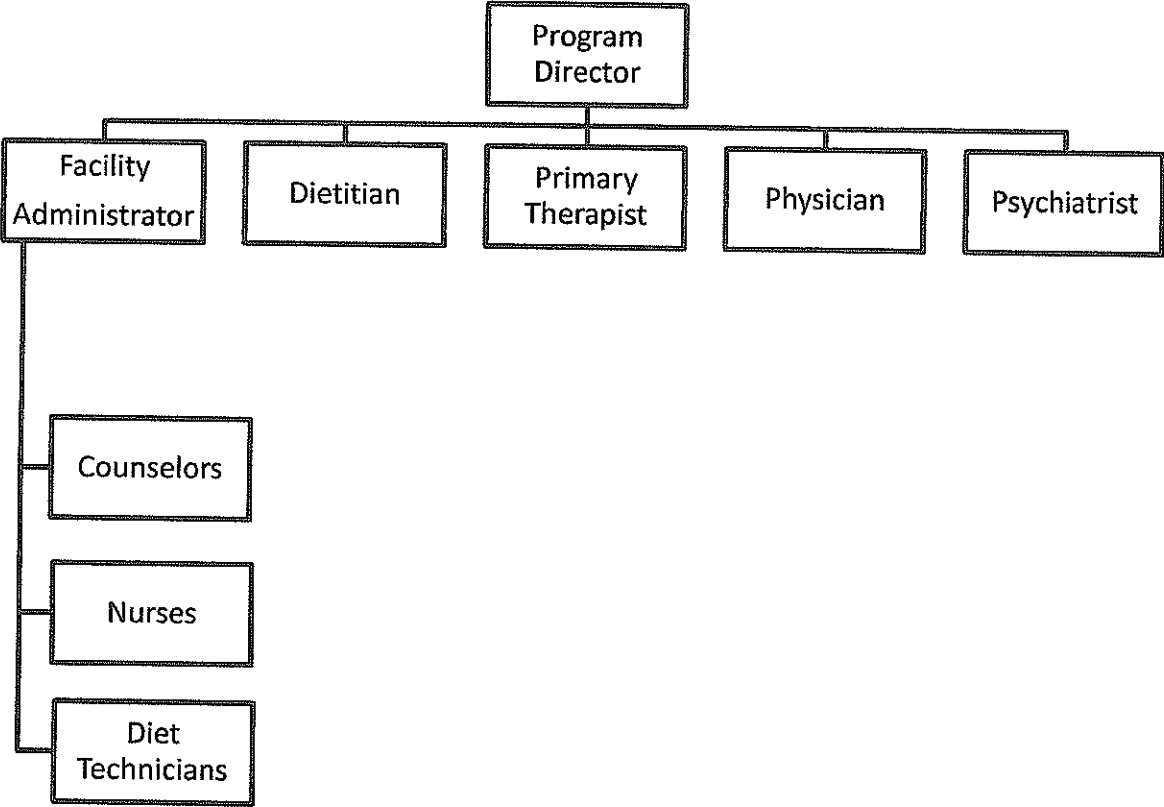 Program
Director
Facility
Administrator
Dietitian
Primary
Therapist
Physician
Psychiatrist
Counselors
Nurses
Diet
Technicians